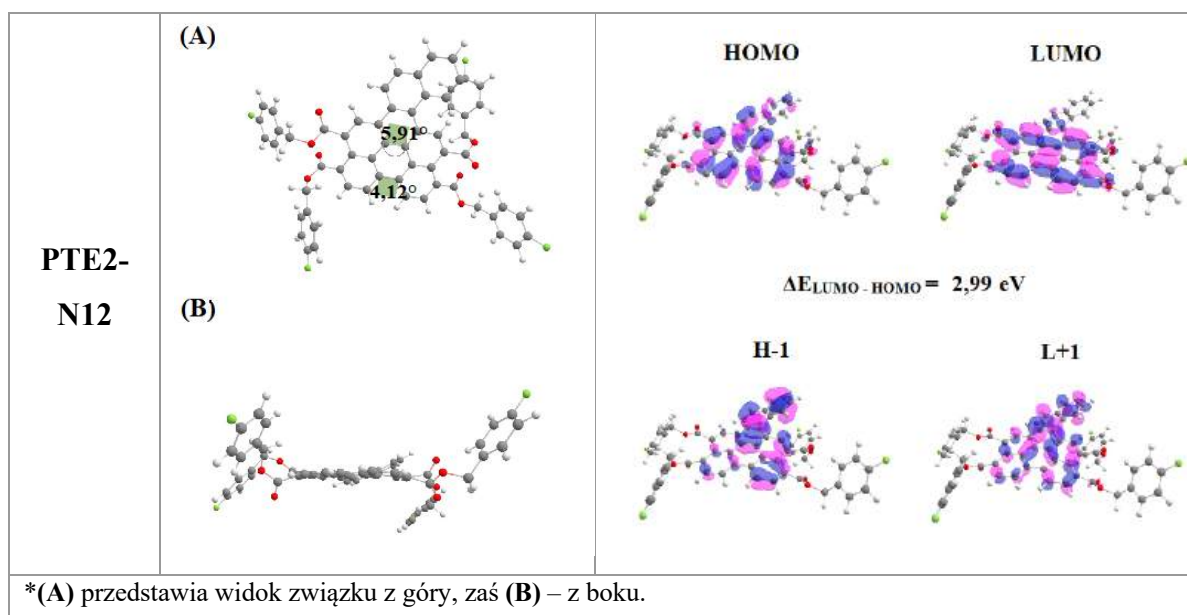 PTE2-
N12
(A)
5,91°
4,12°
(B)
HOMO
LUMO
ΔE_LUMO - HOMO = 2,99 eV
H-1
L+1
*(A) przedstawia widok związku z góry, zaś (B) – z boku.